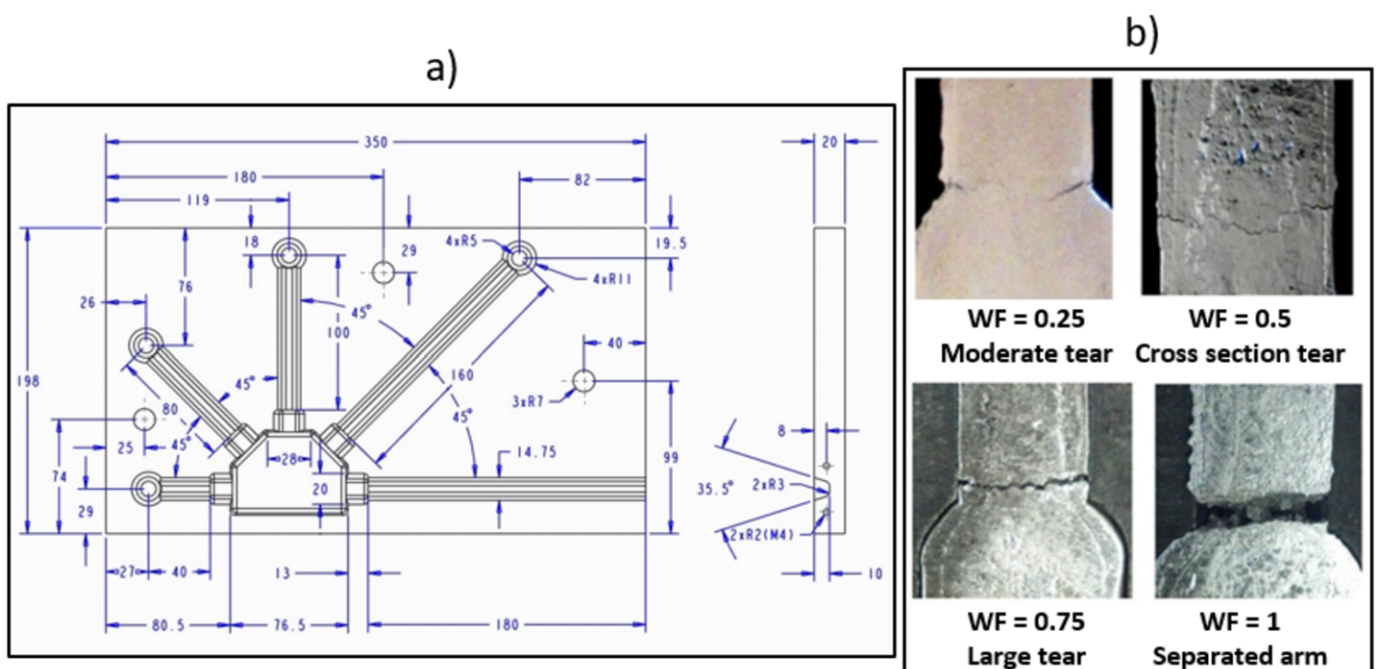 a)
350
180
82
119
18
29
4xR5
19.5
4xR11
76
26
45°
100
40
198
160
45°
80
3xR7
45°
25
45°
14.75
99
74
28
20
29
27
40
13
80.5
76.5
180
20
8
35.5°
2xR3
2xR2(M4)
10
b)
WF = 0.25
Moderate tear
WF = 0.5
Cross section tear
WF = 0.75
Large tear
WF = 1
Separated arm